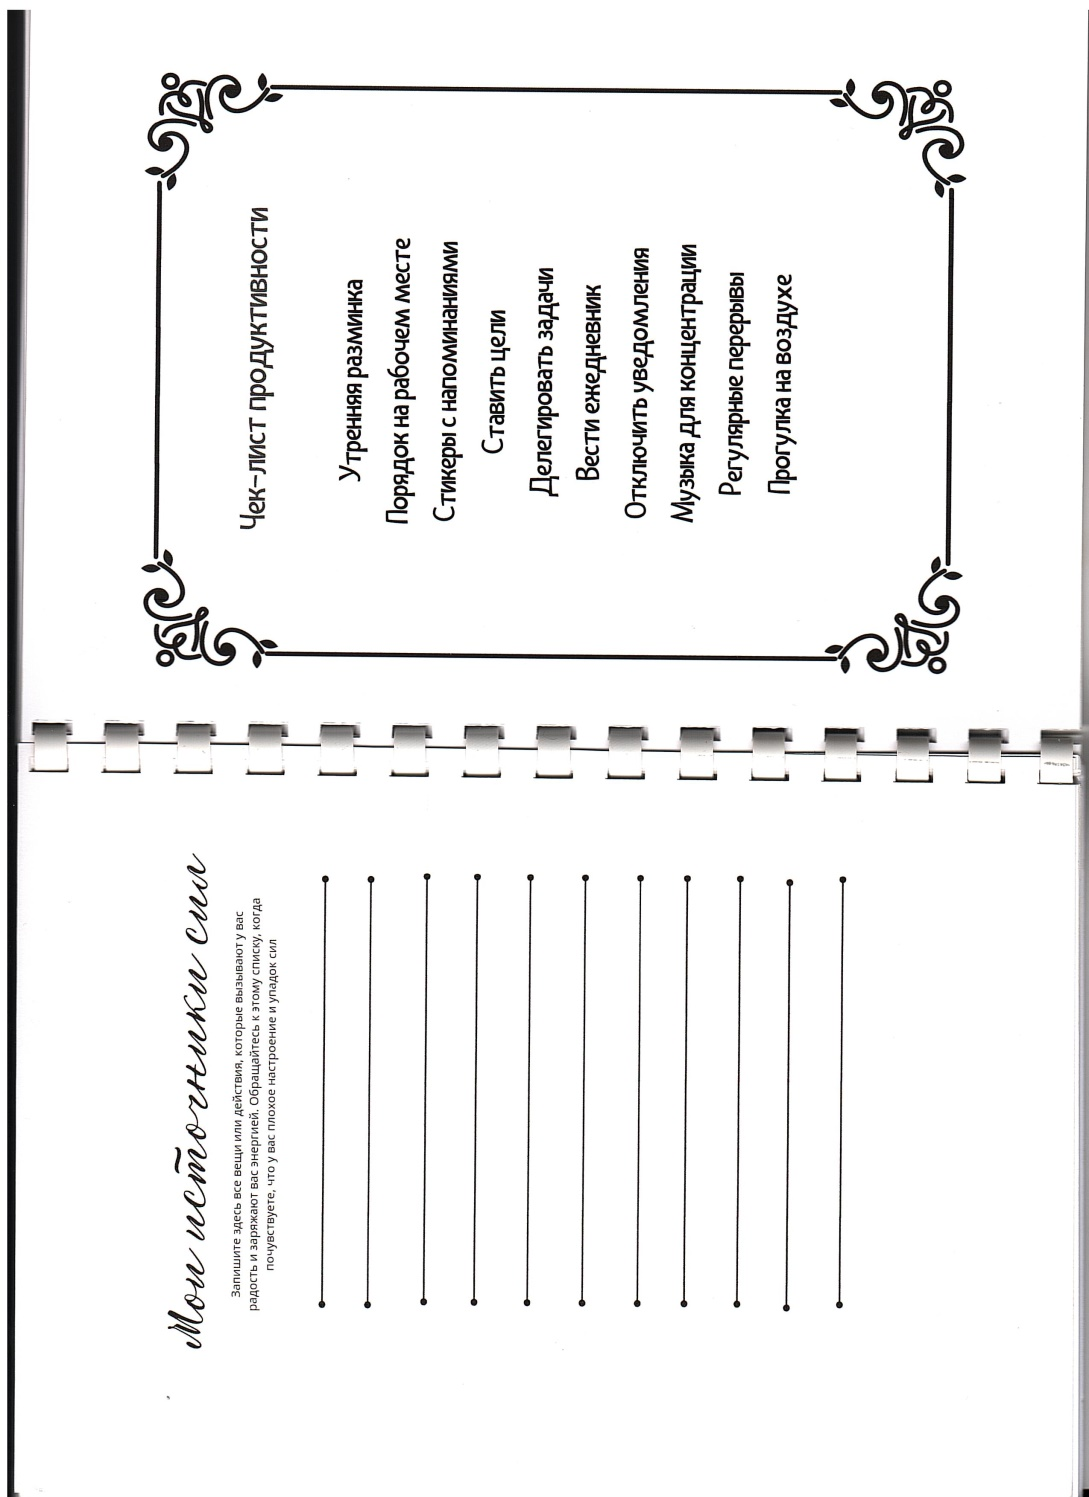 Мои источники сил
Запишите здесь все вещи или действия, которые вызывают у вас
радость и заряжают вас энергией. Обращайтесь к этому списку, когда
почувствуете, что у вас плохое настроение и упадок сил
Чек-лист продуктивности
Утренняя разминка
Порядок на рабочем месте
Стикеры с напоминаниями
Ставить цели
Делегировать задачи
Вести ежедневник
Отключить уведомления
Музыка для концентрации
Регулярные перерывы
Прогулка на воздухе